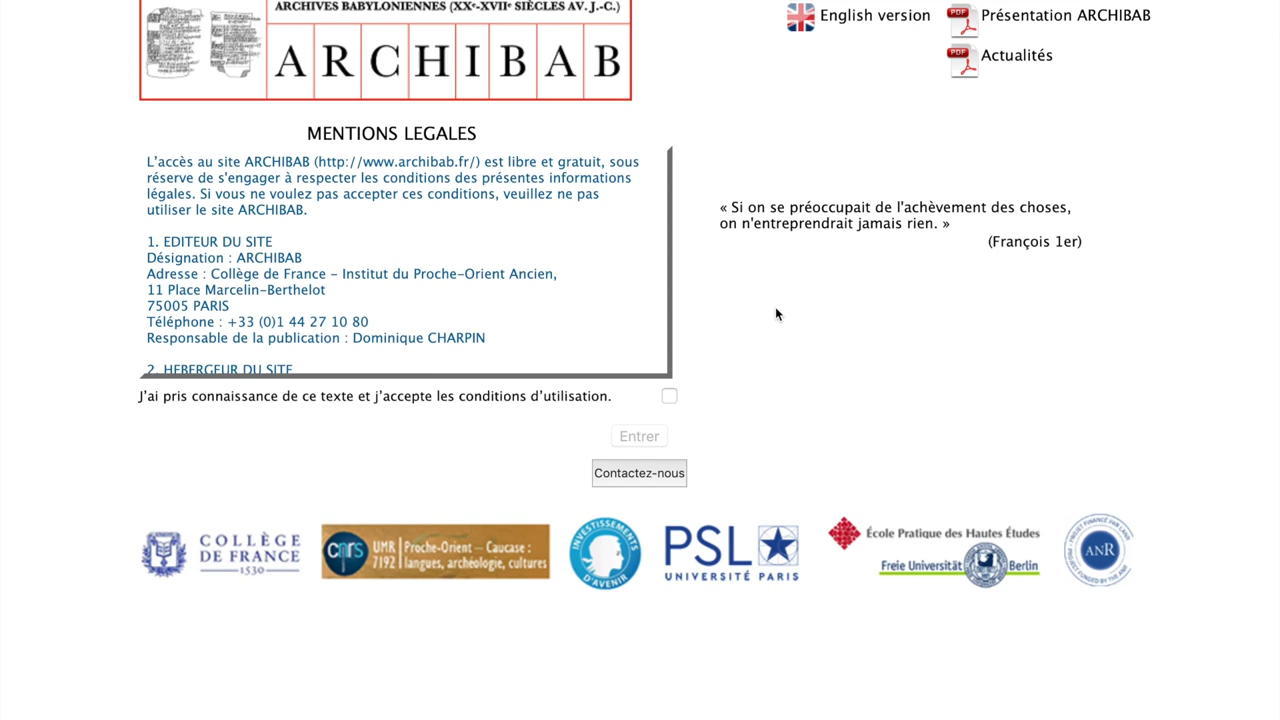 ARCHIVES BABYLONIENNES (XXᵉ-XVIIᵉ SIÈCLES AV. J.-C.)
ARCHIBAB
English version
Présentation ARCHIBAB
Actualités
MENTIONS LEGALES
L’accès au site ARCHIBAB (http://www.archibab.fr/) est libre et gratuit, sous
réserve de s'engager à respecter les conditions des présentes informations
légales. Si vous ne voulez pas accepter ces conditions, veuillez ne pas
utiliser le site ARCHIBAB.
1. EDITEUR DU SITE
Désignation : ARCHIBAB
Adresse : Collège de France - Institut du Proche-Orient Ancien,
11 Place Marcelin-Berthelot
75005 PARIS
Téléphone : +33 (0)1 44 27 10 80
Responsable de la publication : Dominique CHARPIN
2. HEBERGEUR DU SITE
« Si on se préoccupait de l'achèvement des choses,
on n'entreprendrait jamais rien. »
(François 1er)
J’ai pris connaissance de ce texte et j’accepte les conditions d’utilisation.
Entrer
Contactez-nous
COLLÈGE
DE FRANCE
1530
cnrs
UMR Proche-Orient – Caucase :
7192 langues, archéologie, cultures
INVESTISSEMENTS
D'AVENIR
PSL
UNIVERSITÉ PARIS
École Pratique des Hautes Études
Freie Universität Berlin
ANR